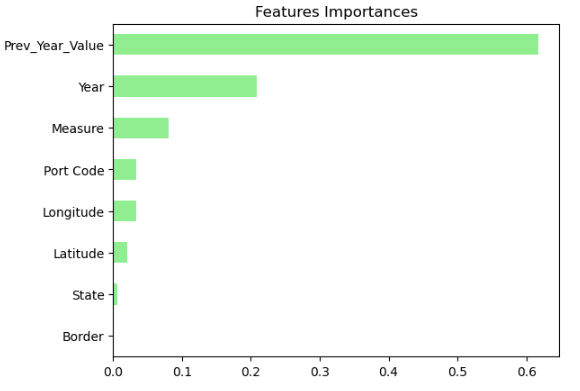 Features Importances
Prev_Year_Value
Year
Measure
Port Code
Longitude
Latitude
State
Border
0.0 0.1 0.2 0.3 0.4 0.5 0.6